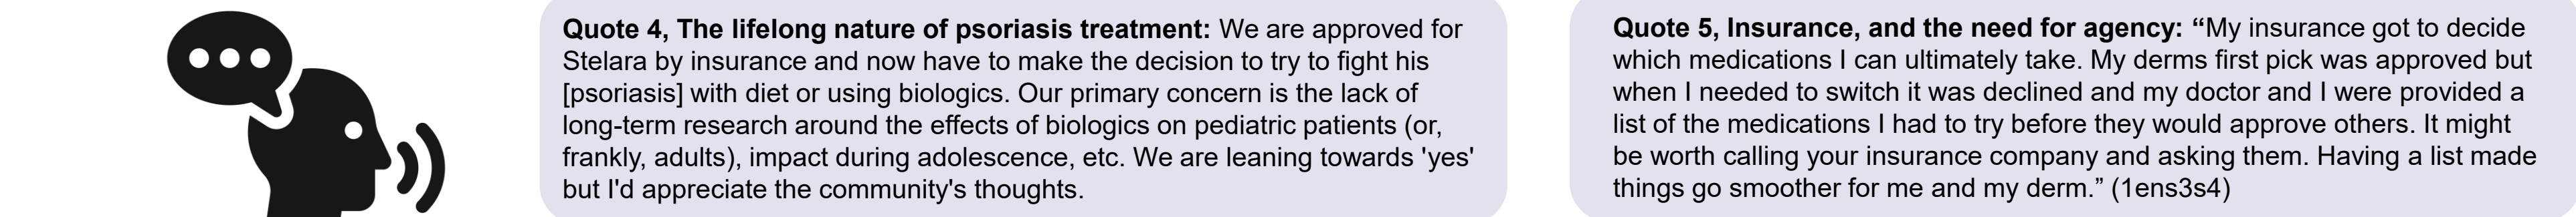 Quote 4, The lifelong nature of psoriasis treatment: We are approved for
Stelara by insurance and now have to make the decision to try to fight his
[psoriasis] with diet or using biologics. Our primary concern is the lack of
long-term research around the effects of biologics on pediatric patients (or,
frankly, adults), impact during adolescence, etc. We are leaning towards 'yes'
but I'd appreciate the community's thoughts.
Quote 5, Insurance, and the need for agency: “My insurance got to decide
which medications I can ultimately take. My derms first pick was approved but
when I needed to switch it was declined and my doctor and I were provided a
list of the medications I had to try before they would approve others. It might
be worth calling your insurance company and asking them. Having a list made
things go smoother for me and my derm.” (1ens3s4)